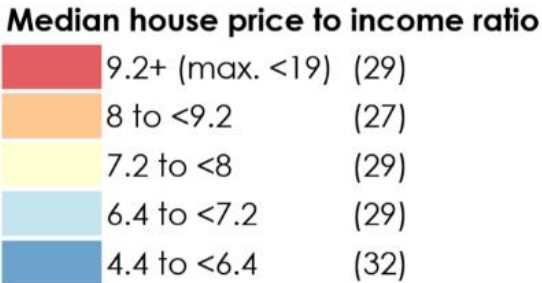 Median house price to income ratio
9.2+ (max. <19) (29)
8 to <9.2 (27)
7.2 to <8 (29)
6.4 to <7.2 (29)
4.4 to <6.4 (32)